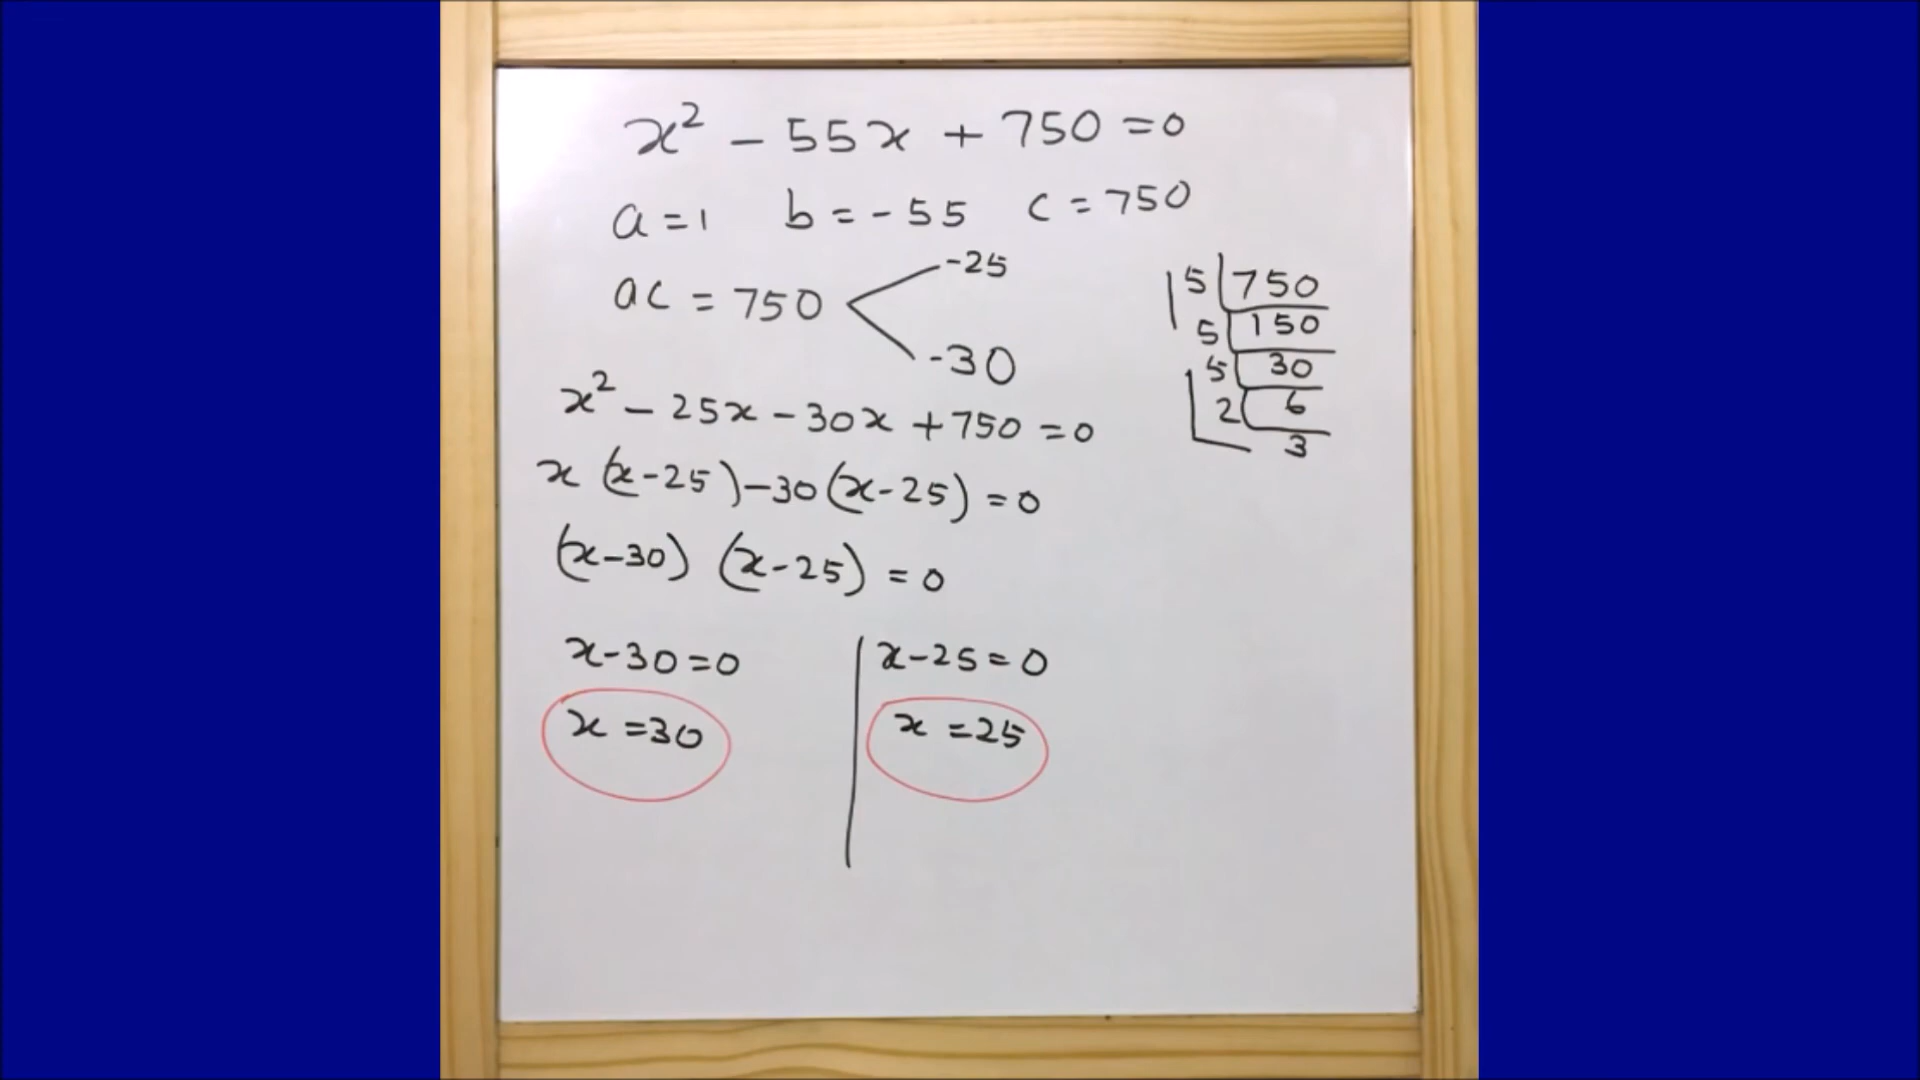 x² - 55x + 750 = 0
a = 1 b = - 55 c = 750
ac = 750 -25
-30
5 750
5 150
5 30
2 6
3
x² - 25x - 30x + 750 = 0
x (x-25) - 30 (x-25) = 0
(x-30) (x-25) = 0
x-30=0 x-25=0
x=30 x=25